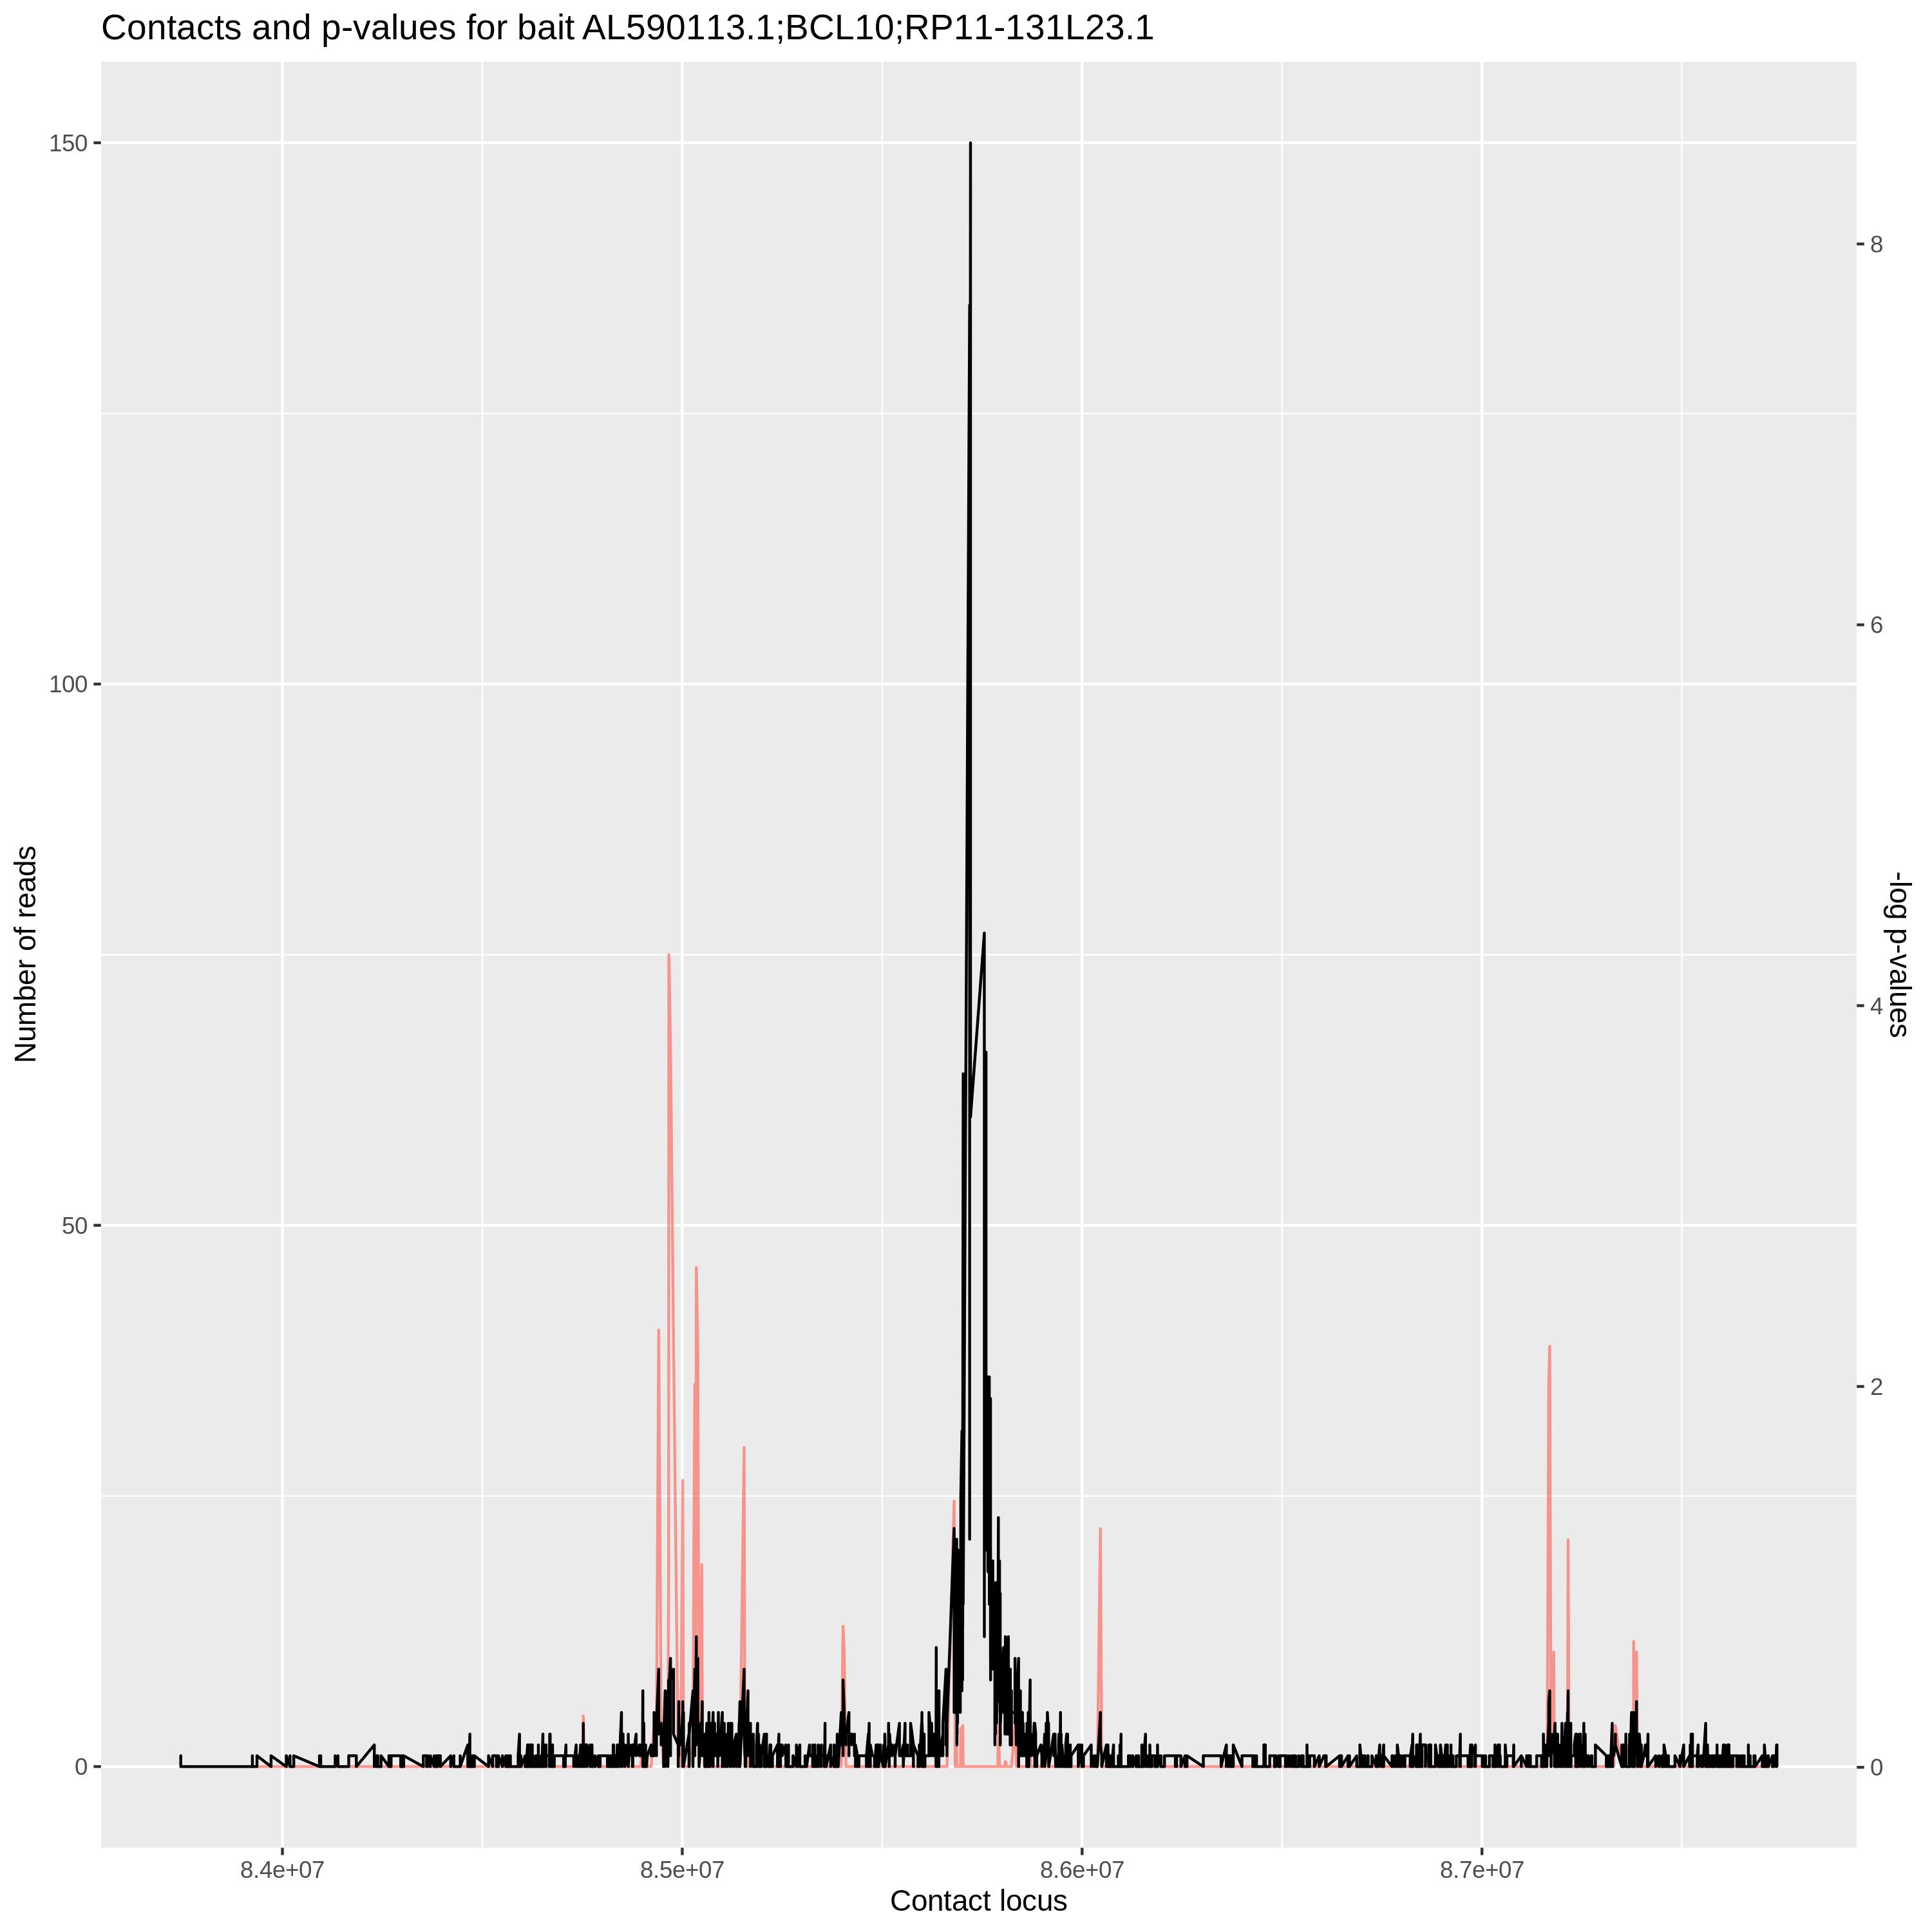 Contacts and p-values for bait AL590113.1;BCL10;RP11-131L23.1
150
100
50
0
Number of reads
8
6
4
2
0
-log p-values
8.4e+07
8.5e+07
8.6e+07
8.7e+07
Contact locus